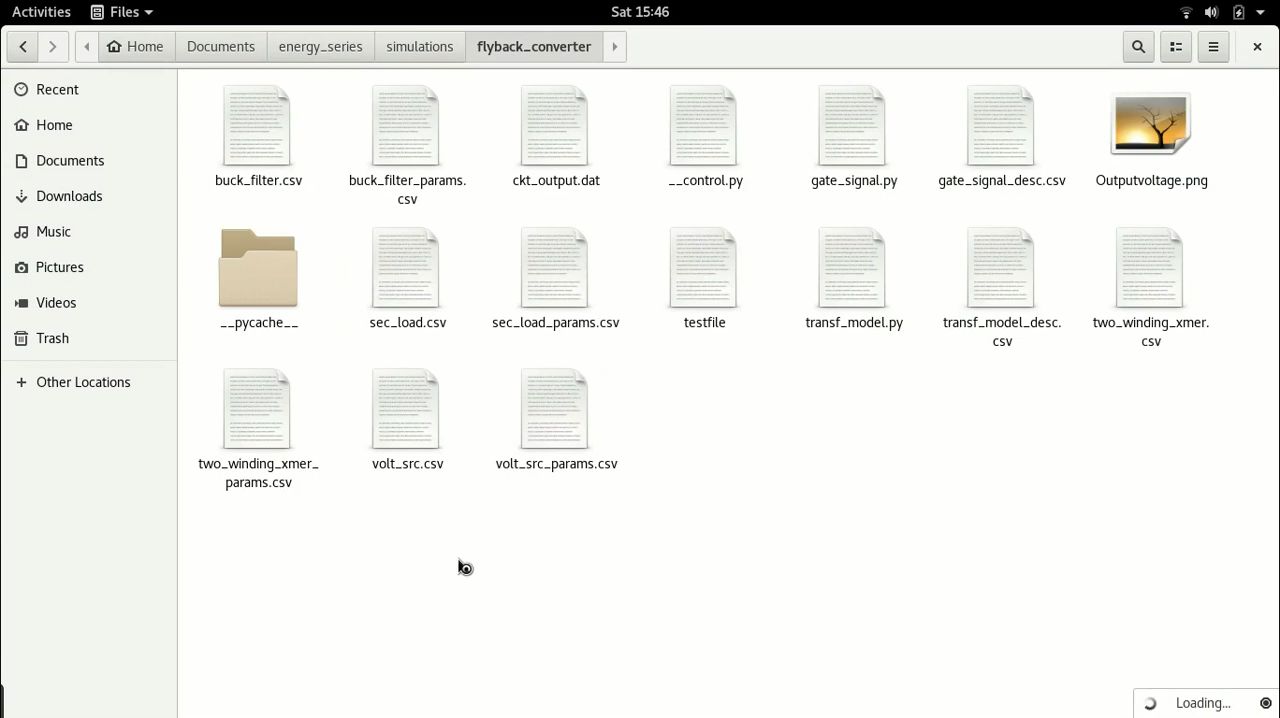 Activities Files Sat 15:46
Home Documents energy_series simulations flyback_converter
Recent
Home
Documents
Downloads
Music
Pictures
Videos
Trash
Other Locations
buck_filter.csv
buck_filter_params.
csv
ckt_output.dat
__control.py
gate_signal.py
gate_signal_desc.csv
Outputvoltage.png
__pycache__
sec_load.csv
sec_load_params.csv
testfile
transf_model.py
transf_model_desc.
csv
two_winding_xmer.
csv
two_winding_xmer_
params.csv
volt_src.csv
volt_src_params.csv
Loading...